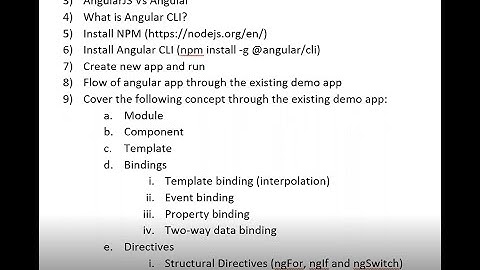 3) AngularJS Vs Angular
4) What is Angular CLI?
5) Install NPM (https://nodejs.org/en/)
6) Install Angular CLI (npm install -g @angular/cli)
7) Create new app and run
8) Flow of angular app through the existing demo app
9) Cover the following concept through the existing demo app:
a. Module
b. Component
c. Template
d. Bindings
i. Template binding (interpolation)
ii. Event binding
iii. Property binding
iv. Two-way data binding
e. Directives
i. Structural Directives (ngFor, ngIf and ngSwitch)